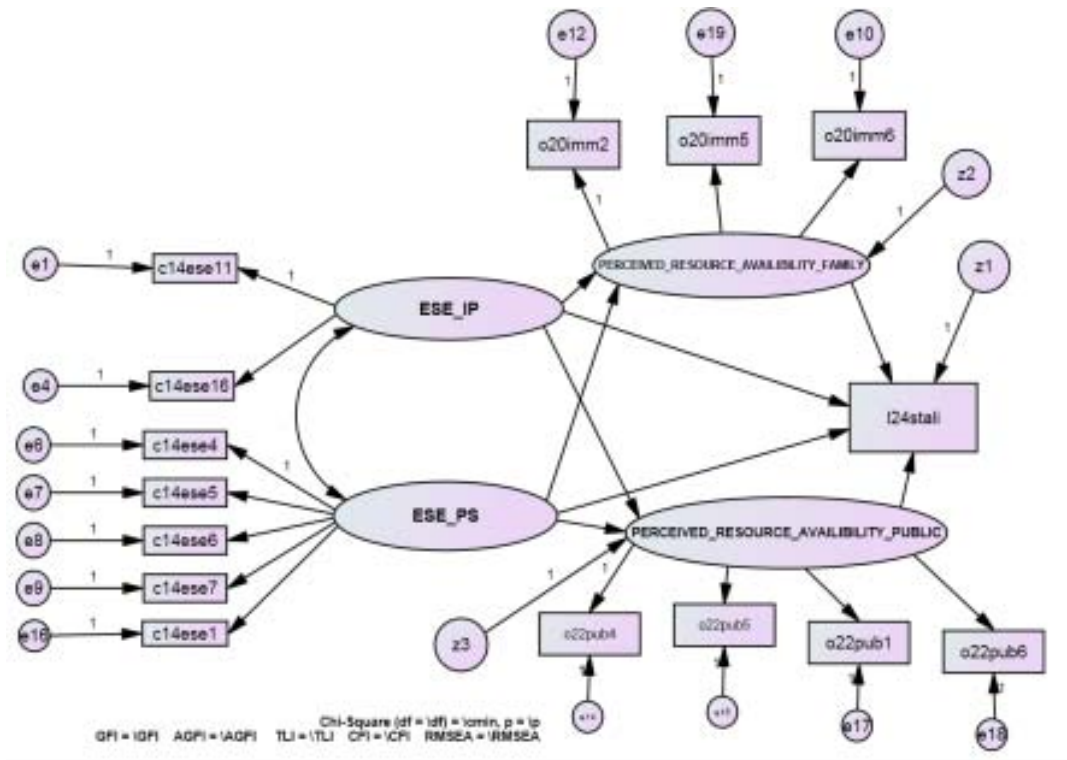 e12
e19
e10
1
1
1
o20imm2
o20imm5
o20imm6
z2
1
1
e1
1
c14ese11
1
PERCEIVED_RESOURCE_AVAILIBILITY_FAMILY
z1
ESE_IP
1
e4
1
c14ese16
l24stali
e6
1
c14ese4
1
e7
1
c14ese5
ESE_PS
PERCEIVED_RESOURCE_AVAILIBILITY_PUBLIC
e8
1
c14ese6
e9
1
c14ese7
1
1
e16
1
c14ese1
z3
o22pub4
o22pub5
o22pub1
o22pub6
e17
e18
Chi-Square (df = \df) = \cmin, p = \p
GFI = \GFI AGFI = \AGFI TLI = \TLI CFI = \CFI RMSEA = \RMSEA